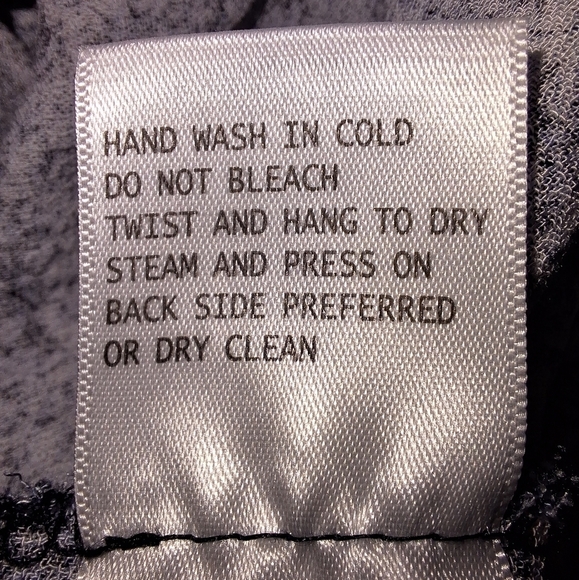 HAND WASH IN COLD
DO NOT BLEACH
TWIST AND HANG TO DRY
STEAM AND PRESS ON
BACK SIDE PREFERRED
OR DRY CLEAN